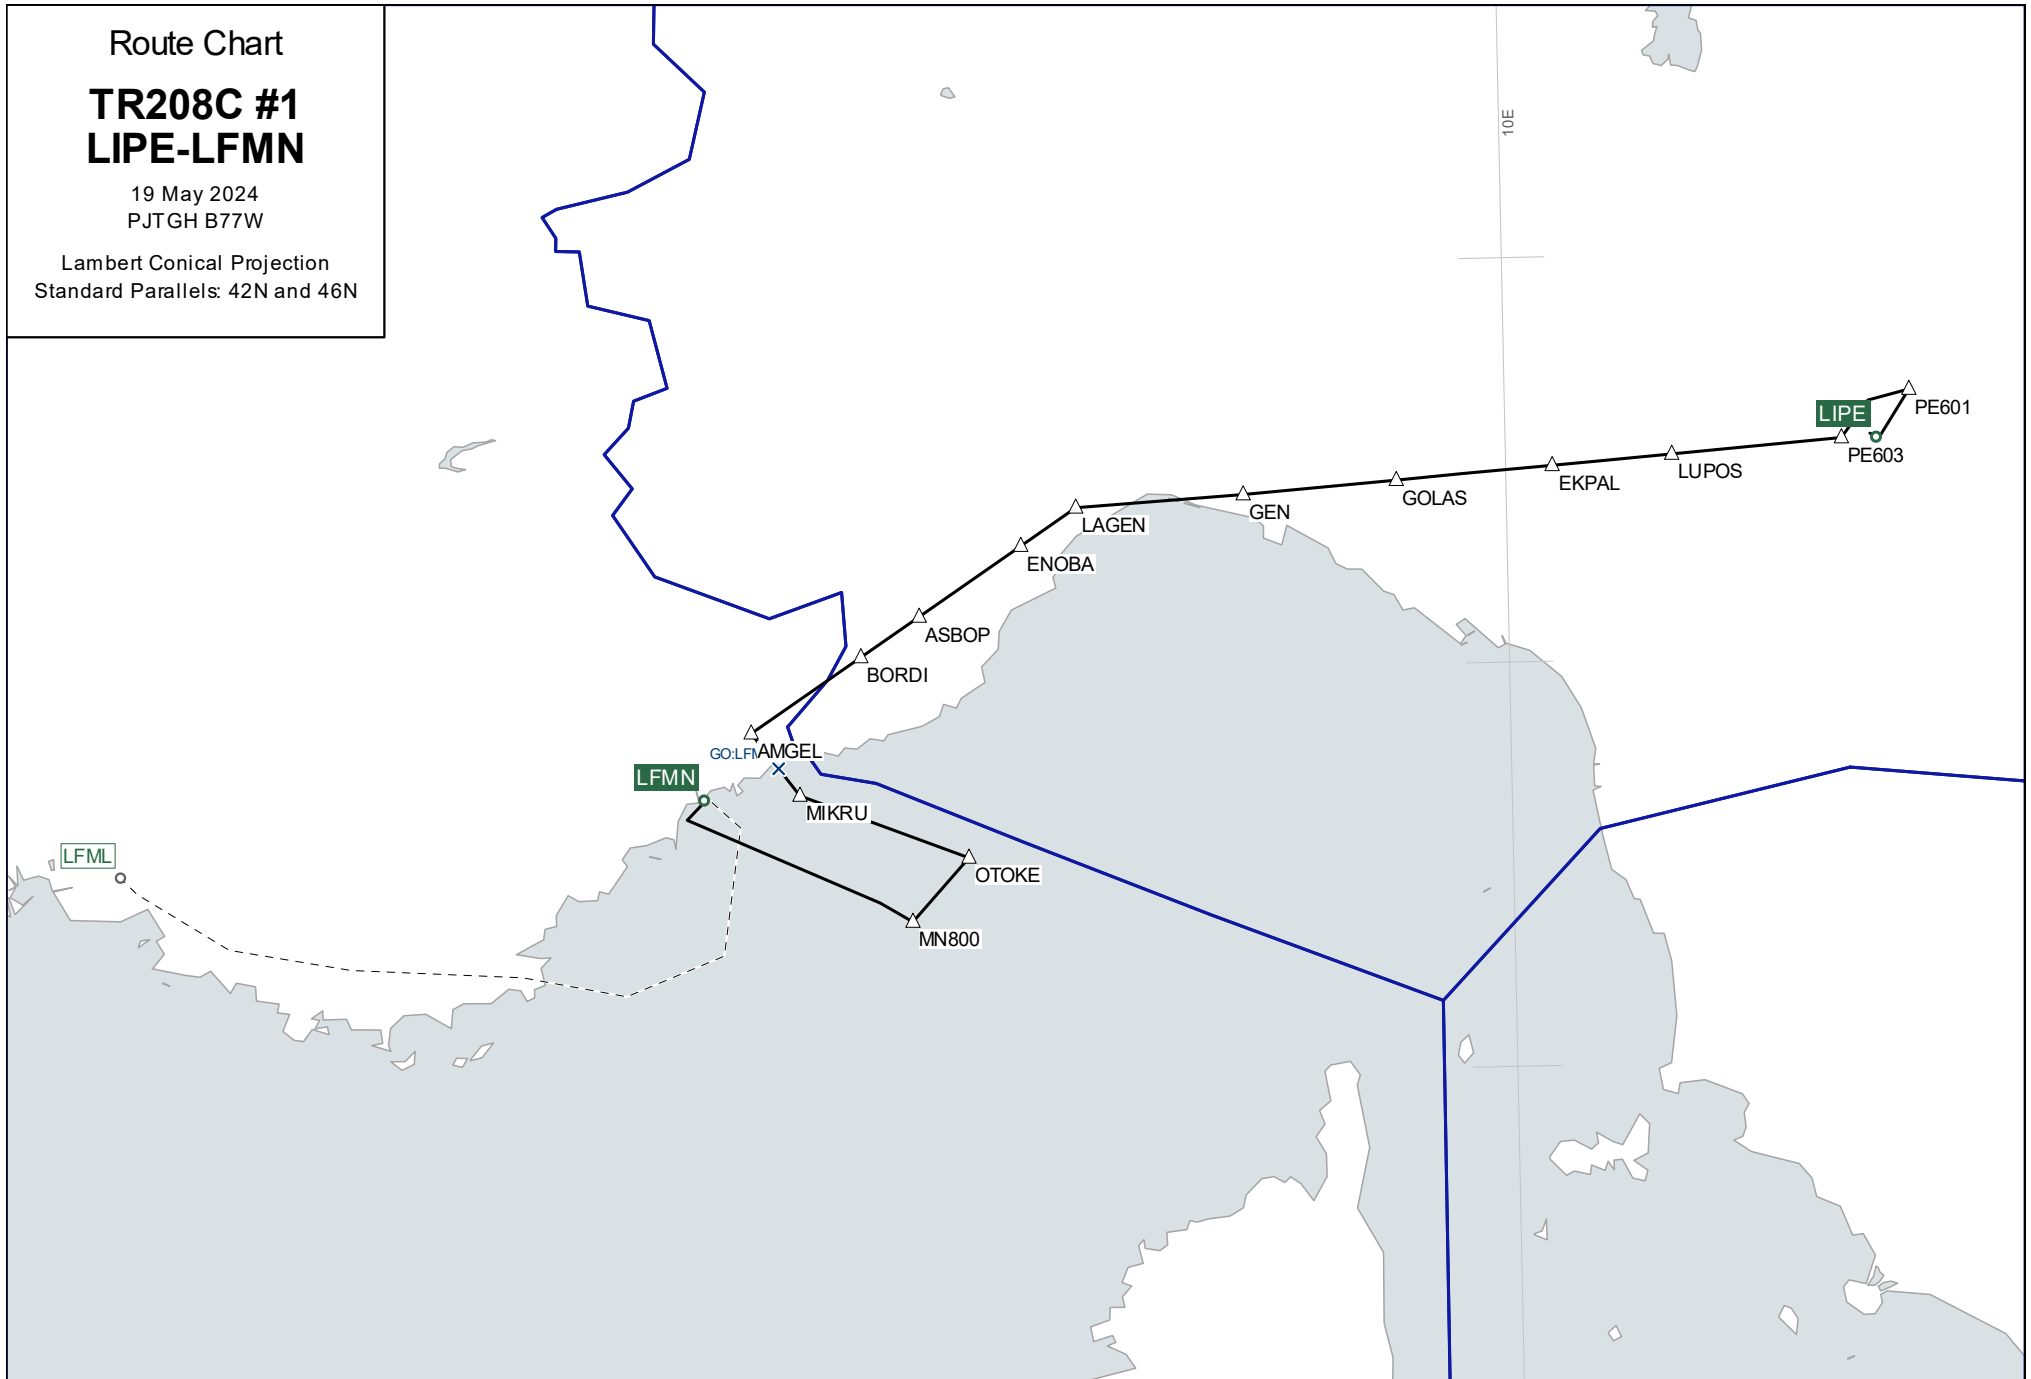 Route Chart
TR208C #1
LIPE-LFMN
19 May 2024
PJTGH B77W
Lambert Conical Projection
Standard Parallels: 42N and 46N
10E
LIPE
PE601
PE603
LUPOS
EKPAL
GOLAS
GEN
LAGEN
ENOBA
ASBOP
BORDI
AMGEL
LFMN
MIKRU
LFML
OTOKE
MN800